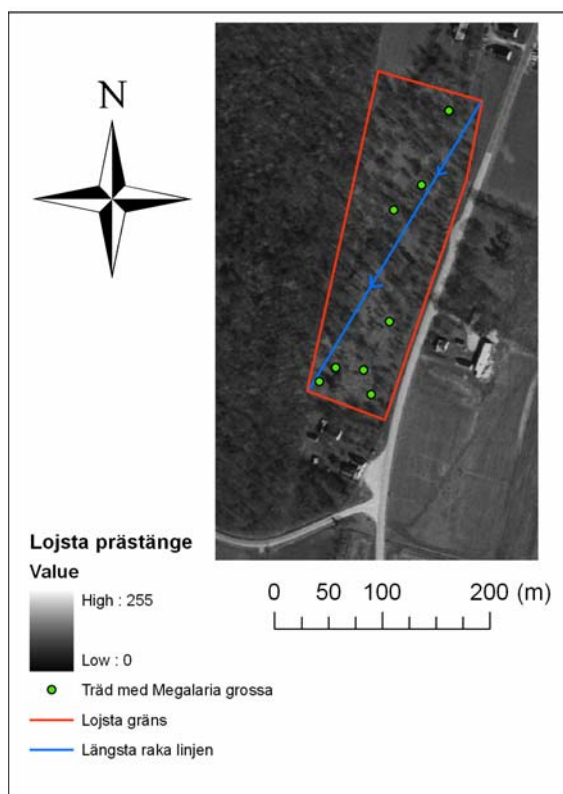 N
0 50 100 200 (m)
Lojsta prästänge
Value
High : 255
Low : 0
Träd med Megalaria grossa
Lojsta gräns
Längsta raka linjen